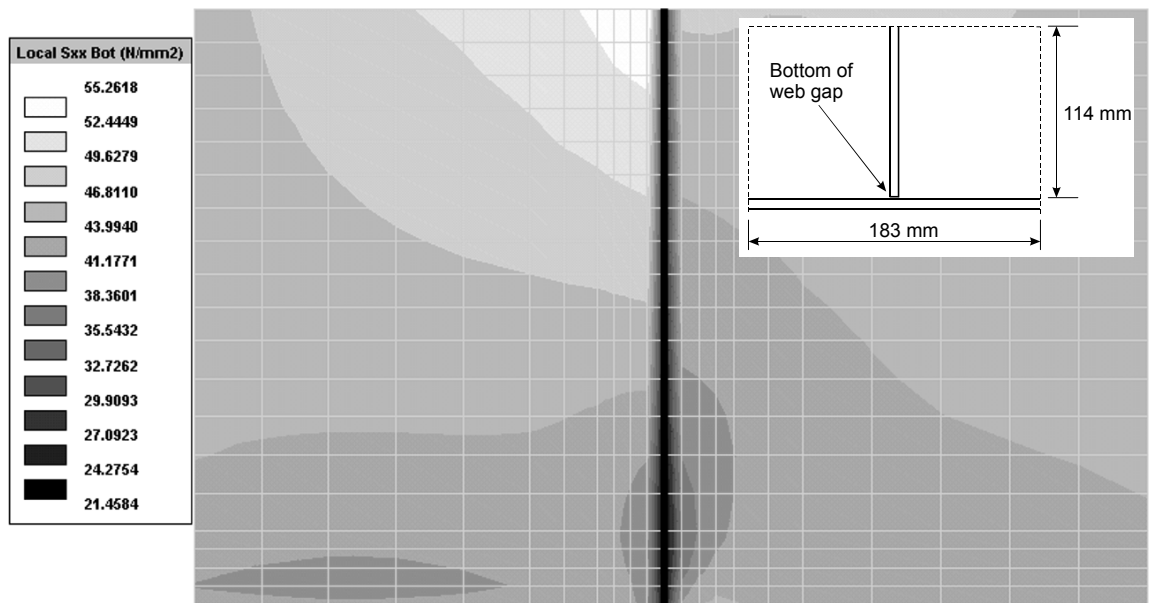 Local Sxx Bot (N/mm2)
55.2618
52.4449
49.6279
46.8110
43.9940
41.1771
38.3601
35.5432
32.7262
29.9093
27.0923
24.2754
21.4584
Bottom of
web gap
114 mm
183 mm